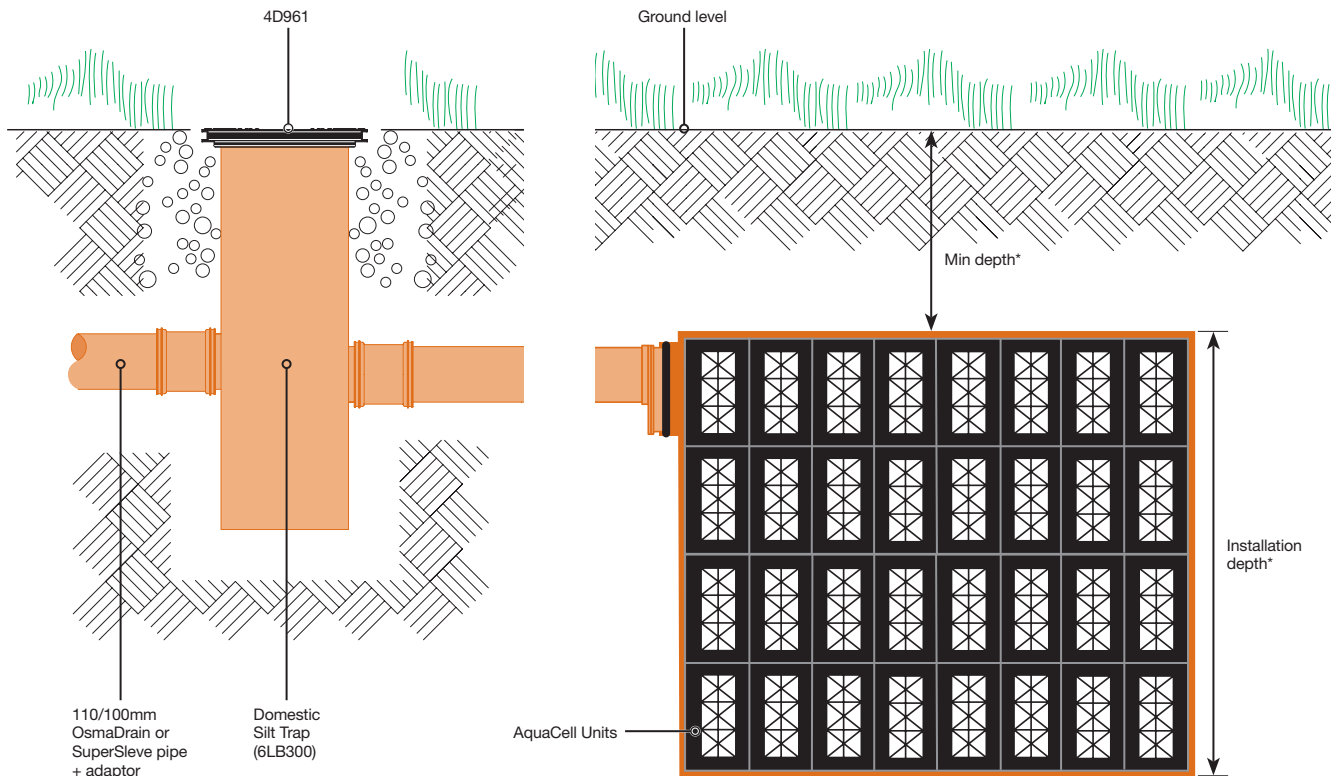 4D961
Ground level
Min depth*
Installation
depth*
110/100mm
OsmaDrain or
SuperSleve pipe
+ adaptor
Domestic
Silt Trap
(6LB300)
AquaCell Units